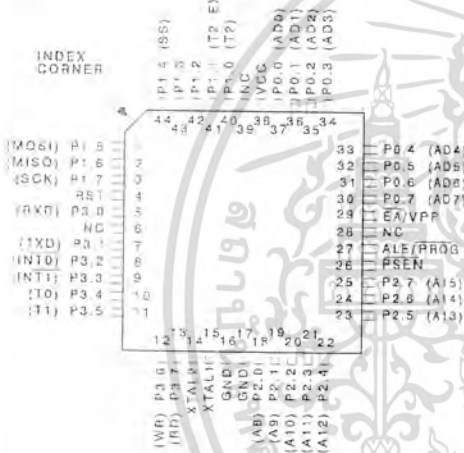 INDEX
CORNER
P1.4 (SS)
P1.3
P1.2
P1.1 (T2 E
P1.0 (T2)
NC
VCC
P0.0 (AD0)
P0.1 (AD1)
P0.2 (AD2)
P0.3 (AD3)
44 42 40 38 36 34
43 41 39 37 35
(MOSI) P1.5
(MISO) P1.6 2
(SCK) P1.7 3
RST 4
(RXD) P3.0 5
NC 6
(TXD) P3.1 7
(INT0) P3.2 8
(INT1) P3.3 9
(T0) P3.4 10
(T1) P3.5 11
33 P0.4 (AD4
32 P0.5 (AD5
31 P0.6 (AD6
30 P0.7 (AD7
29 EA/VPP
28 NC
27 ALE/PROG
26 PSEN
25 P2.7 (A15)
24 P2.6 (A14)
23 P2.5 (A13)
13 15 17 19 21
12 14 16 18 20 22
(WR) P3.6
(RD) P3.7
XTAL2
XTAL1
GND
GND
(A8) P2.0
(A9) P2.1
(A10) P2.2
(A11) P2.3
(A12) P2.4